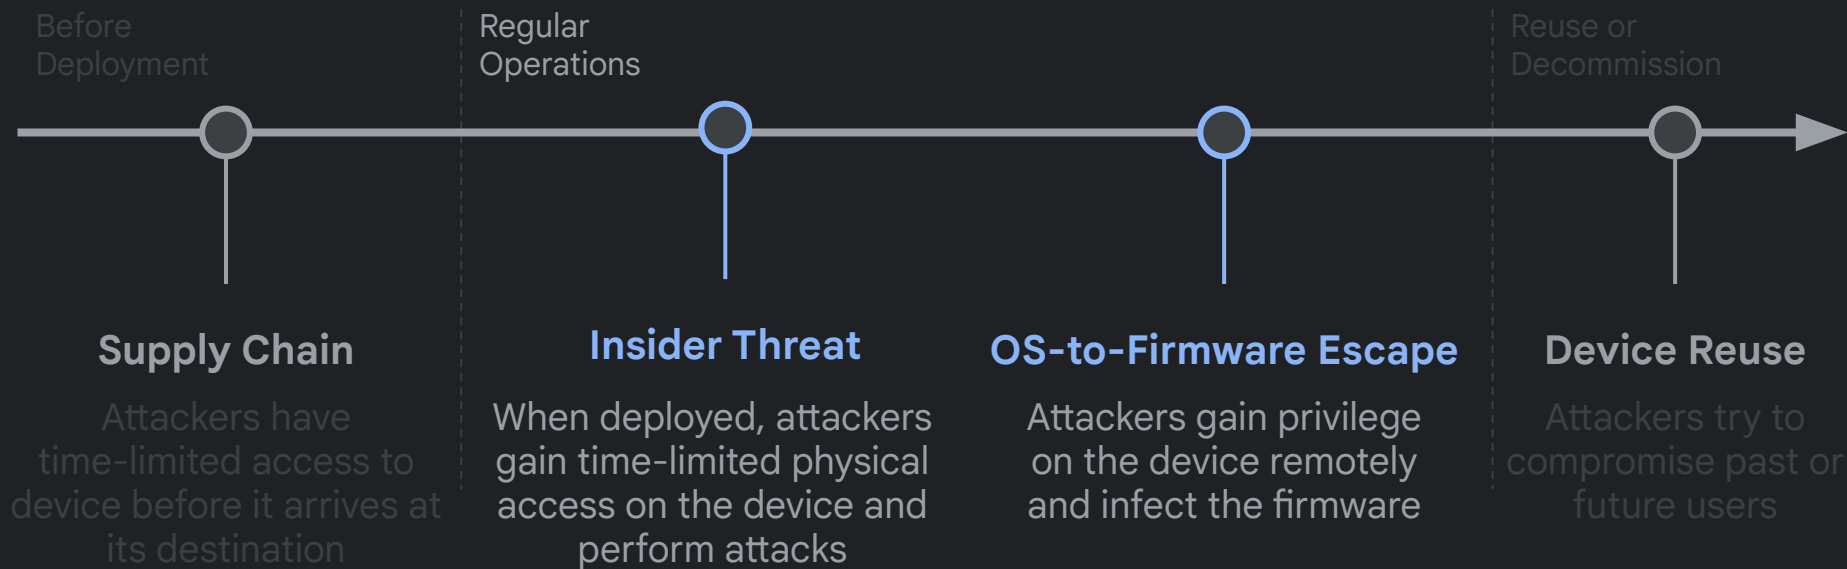 Before
Deployment
Regular
Operations
Reuse or
Decommission
Supply Chain
Attackers have
time-limited access to
device before it arrives at
its destination
Insider Threat
When deployed, attackers
gain time-limited physical
access on the device and
perform attacks
OS-to-Firmware Escape
Attackers gain privilege
on the device remotely
and infect the firmware
Device Reuse
Attackers try to
compromise past or
future users